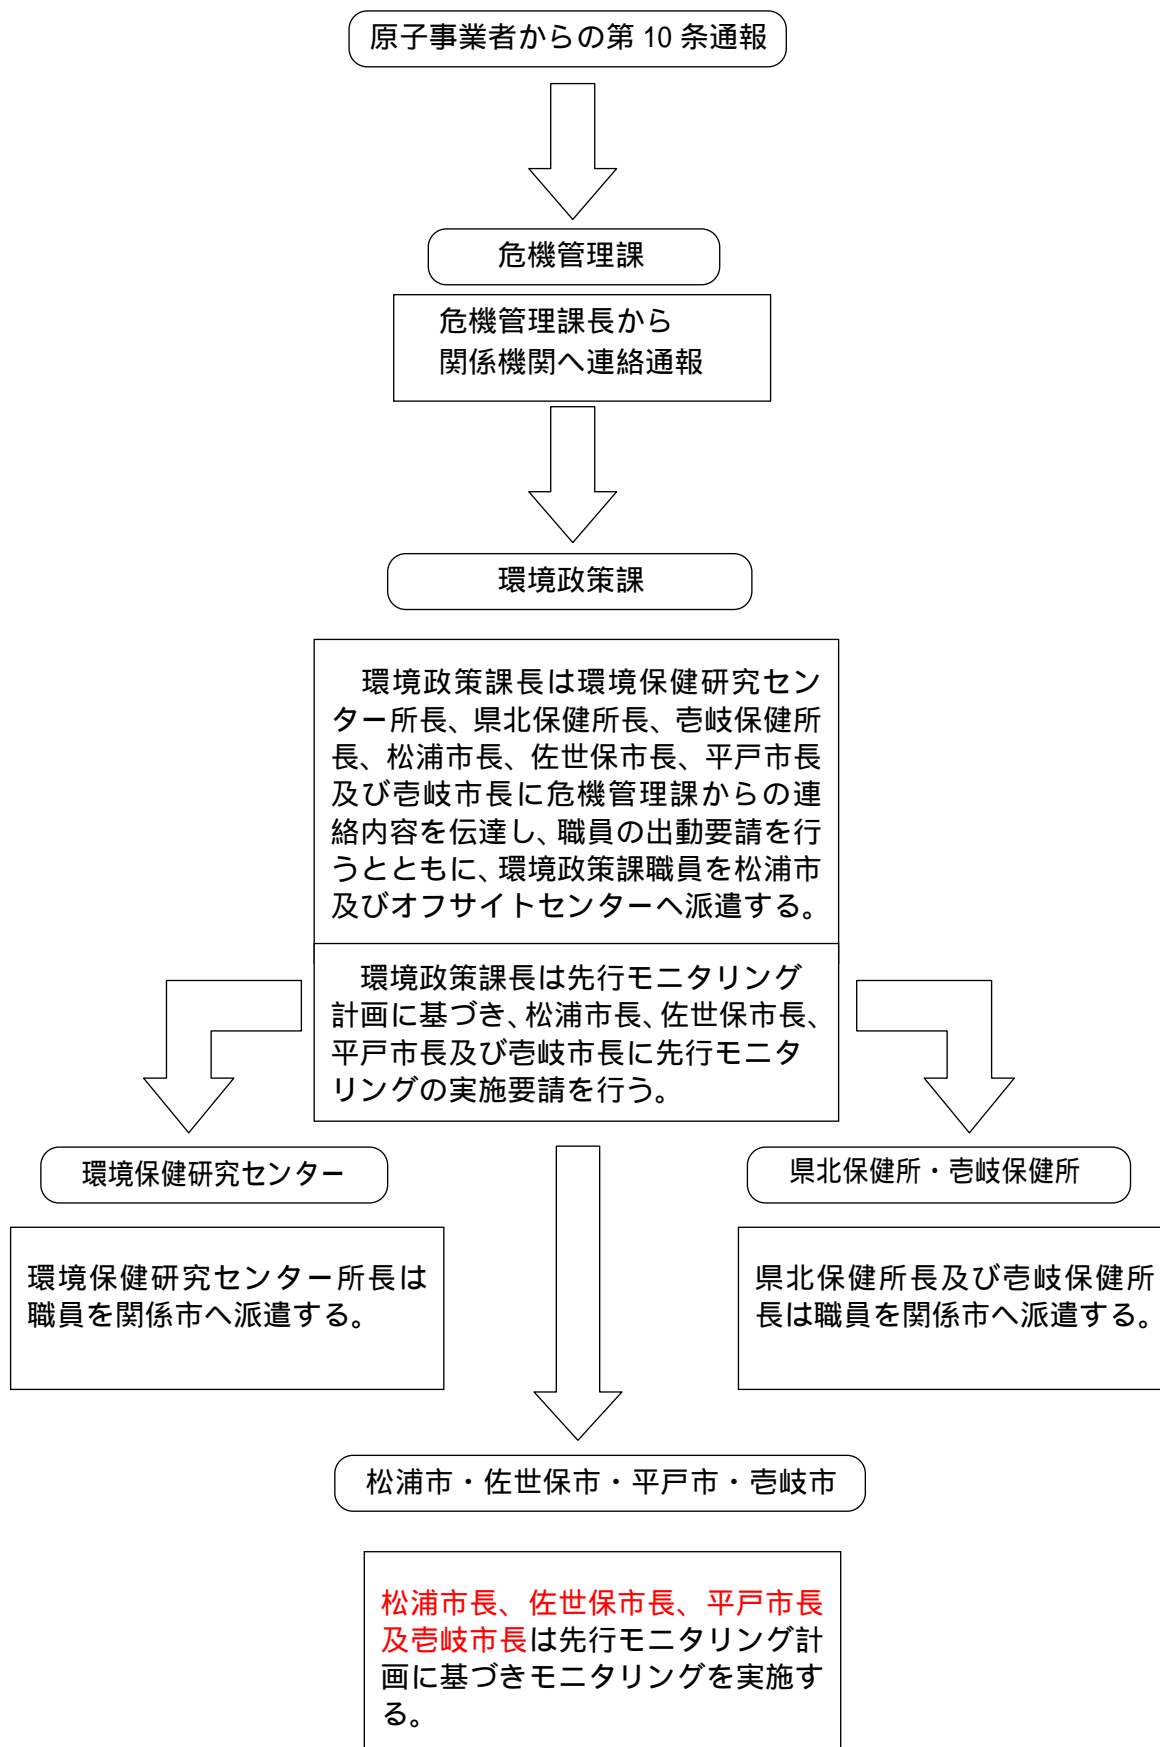 原子事業者からの第 10 条通報
危機管理課
危機管理課長から
関係機関へ連絡通報
環境政策課
環境政策課長は環境保健研究セン
ター所長、県北保健所長、壱岐保健所
長、松浦市長、佐世保市長、平戸市長
及び壱岐市長に危機管理課からの連
絡内容を伝達し、職員の出動要請を行
うとともに、環境政策課職員を松浦市
及びオフサイトセンターへ派遣する。
環境政策課長は先行モニタリング
計画に基づき、松浦市長、佐世保市長、
平戸市長及び壱岐市長に先行モニタ
リングの実施要請を行う。
環境保健研究センター
環境保健研究センター所長は
職員を関係市へ派遣する。
県北保健所・壱岐保健所
県北保健所長及び壱岐保健所
長は職員を関係市へ派遣する。
松浦市・佐世保市・平戸市・壱岐市
松浦市長、佐世保市長、平戸市長
及壱岐市長は先行モニタリング計
画に基づきモニタリングを実施す
る。